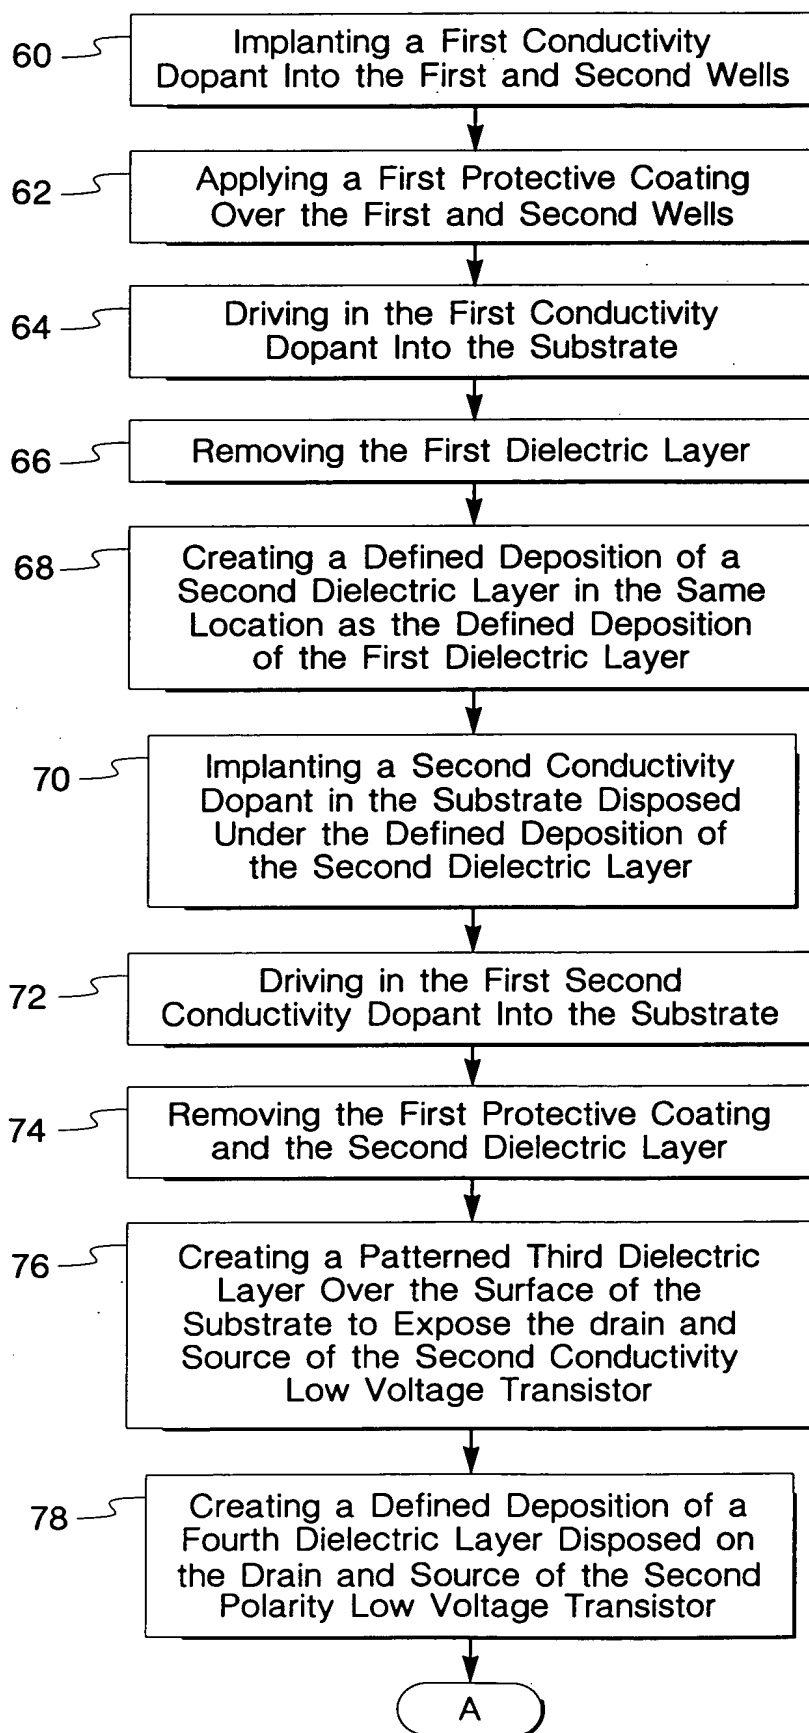 60
Implanting a First Conductivity
Dopant Into the First and Second Wells
62
Applying a First Protective Coating
Over the First and Second Wells
64
Driving in the First Conductivity
Dopant Into the Substrate
66
Removing the First Dielectric Layer
68
Creating a Defined Deposition of a
Second Dielectric Layer in the Same
Location as the Defined Deposition
of the First Dielectric Layer
70
Implanting a Second Conductivity
Dopant in the Substrate Disposed
Under the Defined Deposition of
the Second Dielectric Layer
72
Driving in the First Second
Conductivity Dopant Into the Substrate
74
Removing the First Protective Coating
and the Second Dielectric Layer
76
Creating a Patterned Third Dielectric
Layer Over the Surface of the
Substrate to Expose the drain and
Source of the Second Conductivity
Low Voltage Transistor
78
Creating a Defined Deposition of a
Fourth Dielectric Layer Disposed on
the Drain and Source of the Second
Polarity Low Voltage Transistor
A